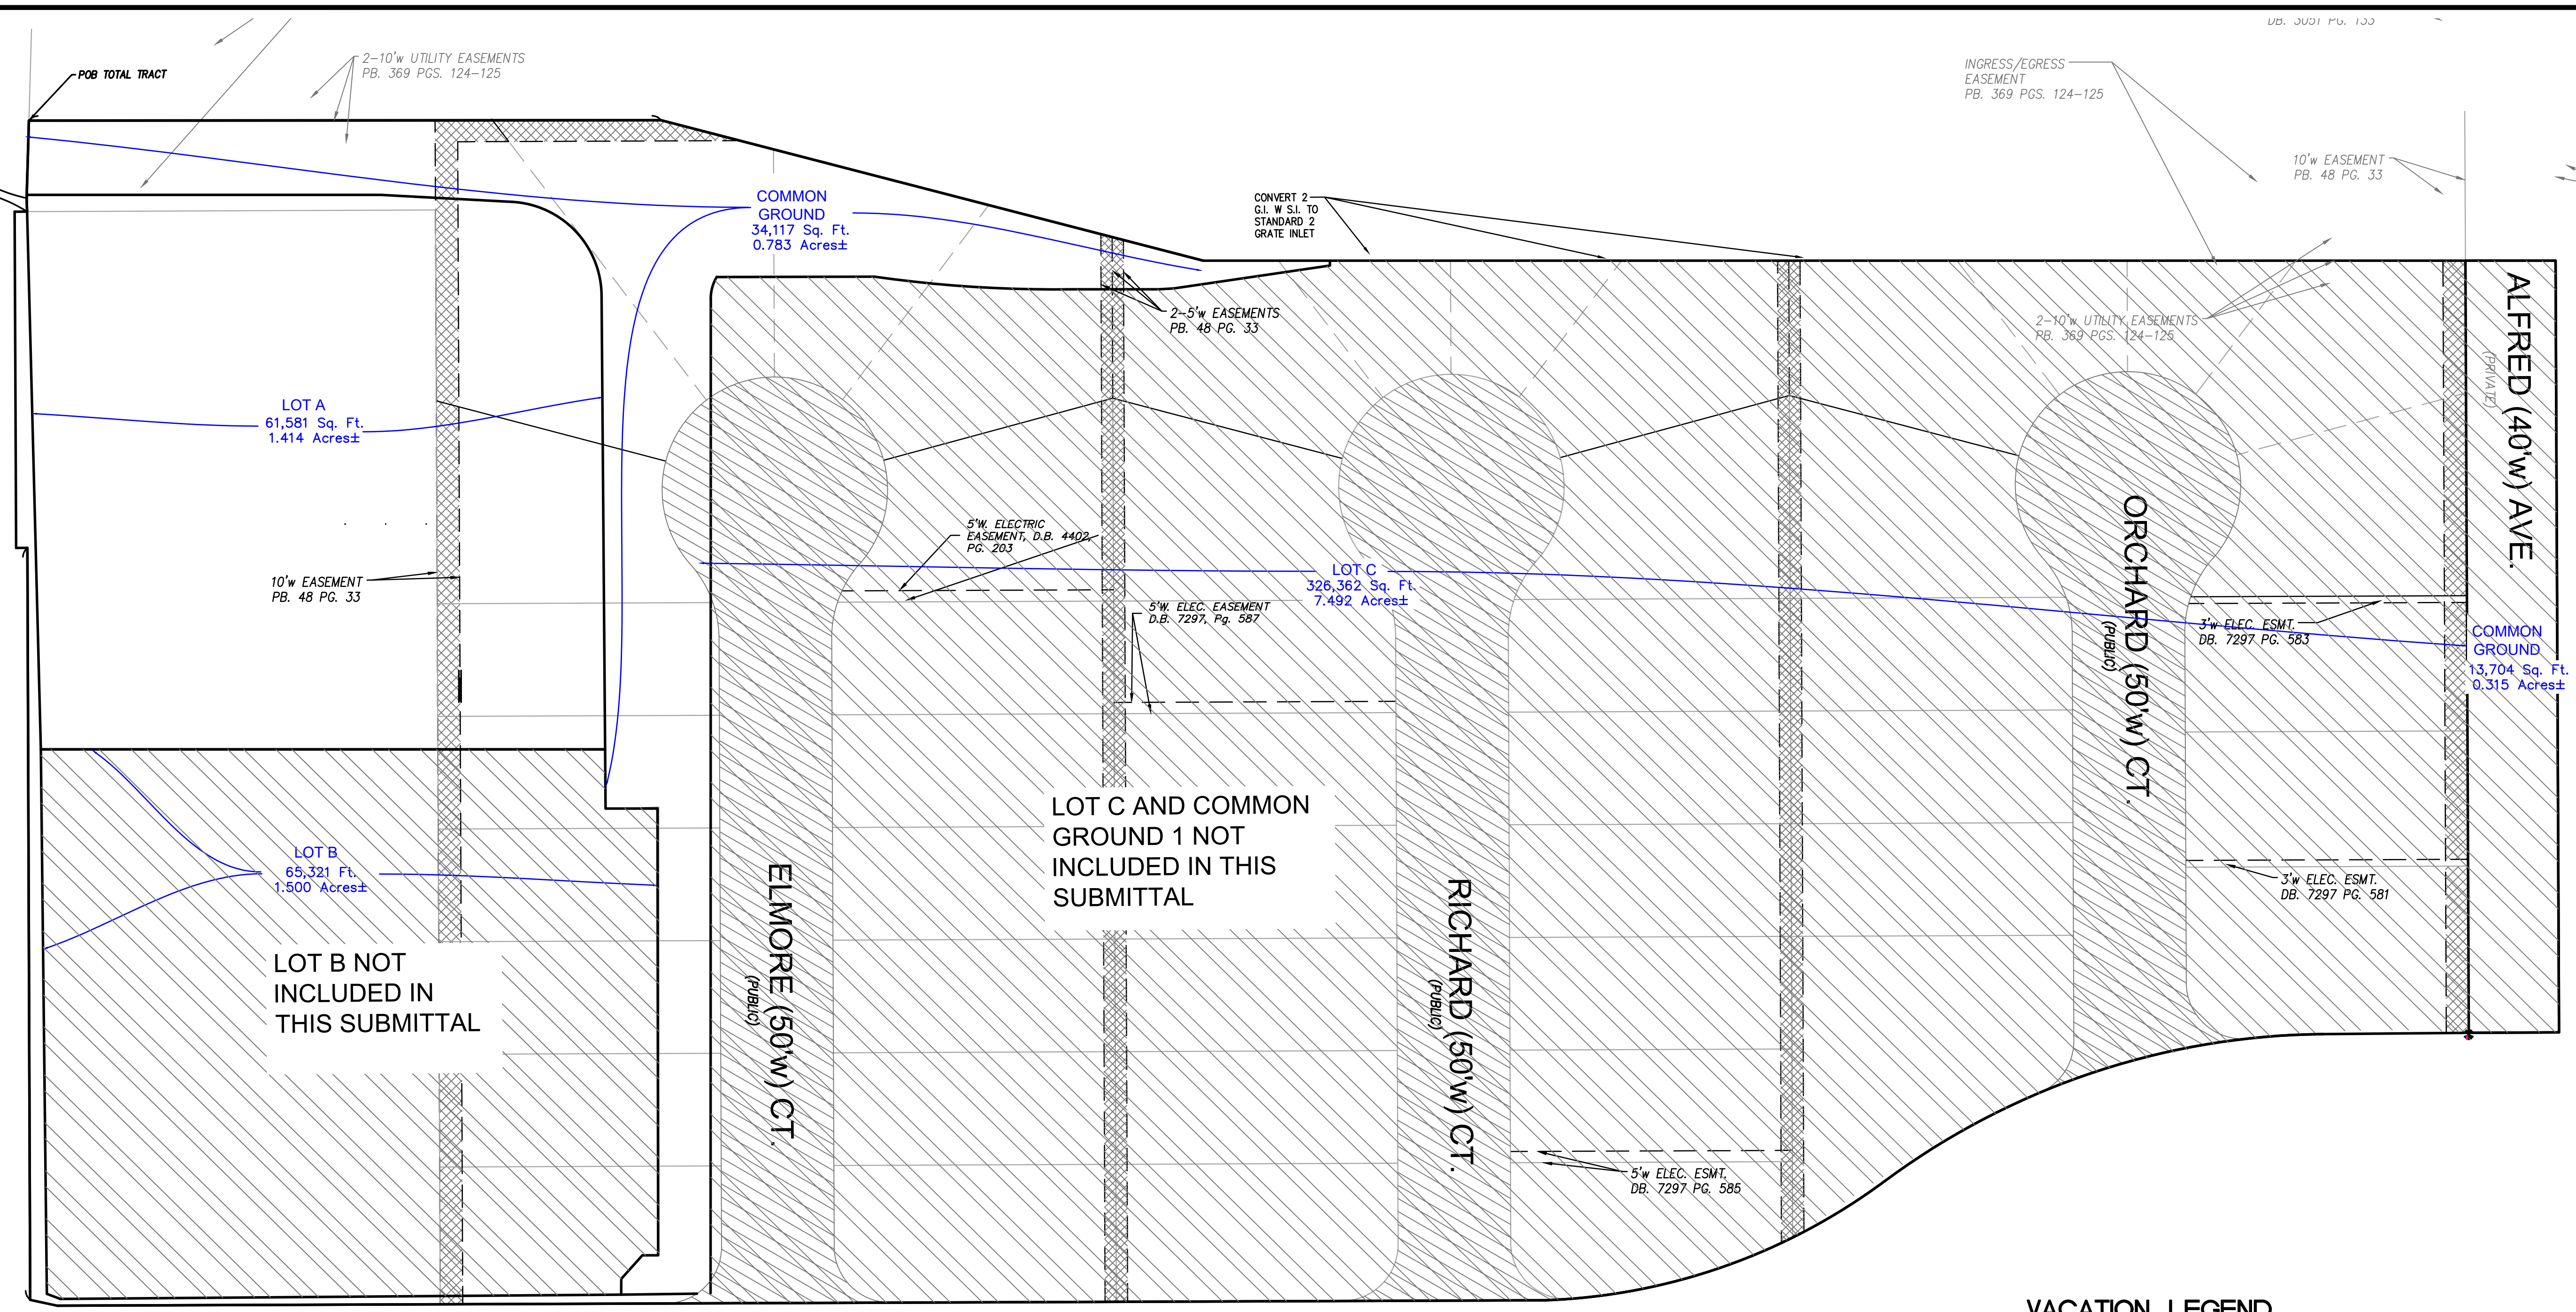 DB. 3051 PG. 133
POB TOTAL TRACT
2-10'w UTILITY EASEMENTS
PB. 369 PGS. 124-125
INGRESS/EGRESS
EASEMENT
PB. 369 PGS. 124-125
10'w EASEMENT
PB. 48 PG. 33
COMMON
GROUND
34,117 Sq. Ft.
0.783 Acres±
CONVERT 2
G.I. W S.I. TO
STANDARD 2
GRATE INLET
2-5'w EASEMENTS
PB. 48 PG. 33
2-10'w UTILITY EASEMENTS
PB. 369 PGS. 124-125
ALFRED (40'w) AVE.
(PRIVATE)
LOT A
61,581 Sq. Ft.
1.414 Acres±
5'W. ELECTRIC
EASEMENT, D.B. 4402,
PG. 203
10'w EASEMENT
PB. 48 PG. 33
LOT C
326,362 Sq. Ft.
7.492 Acres±
5'W. ELEC. EASEMENT
D.B. 7297, Pg. 587
ORCHARD (50'w) CT.
(PUBLIC)
3'w ELEC. ESMT.
DB. 7297 PG. 583
COMMON
GROUND
13,704 Sq. Ft.
0.315 Acres±
LOT C AND COMMON
GROUND 1 NOT
INCLUDED IN THIS
SUBMITTAL
LOT B
65,321 Ft.
1.500 Acres±
ELMORE (50'w) CT.
(PUBLIC)
RICHARD (50'w) CT.
(PUBLIC)
3'w ELEC. ESMT.
DB. 7297 PG. 581
LOT B NOT
INCLUDED IN
THIS SUBMITTAL
5'w ELEC. ESMT.
DB. 7297 PG. 585
VACATION LEGEND